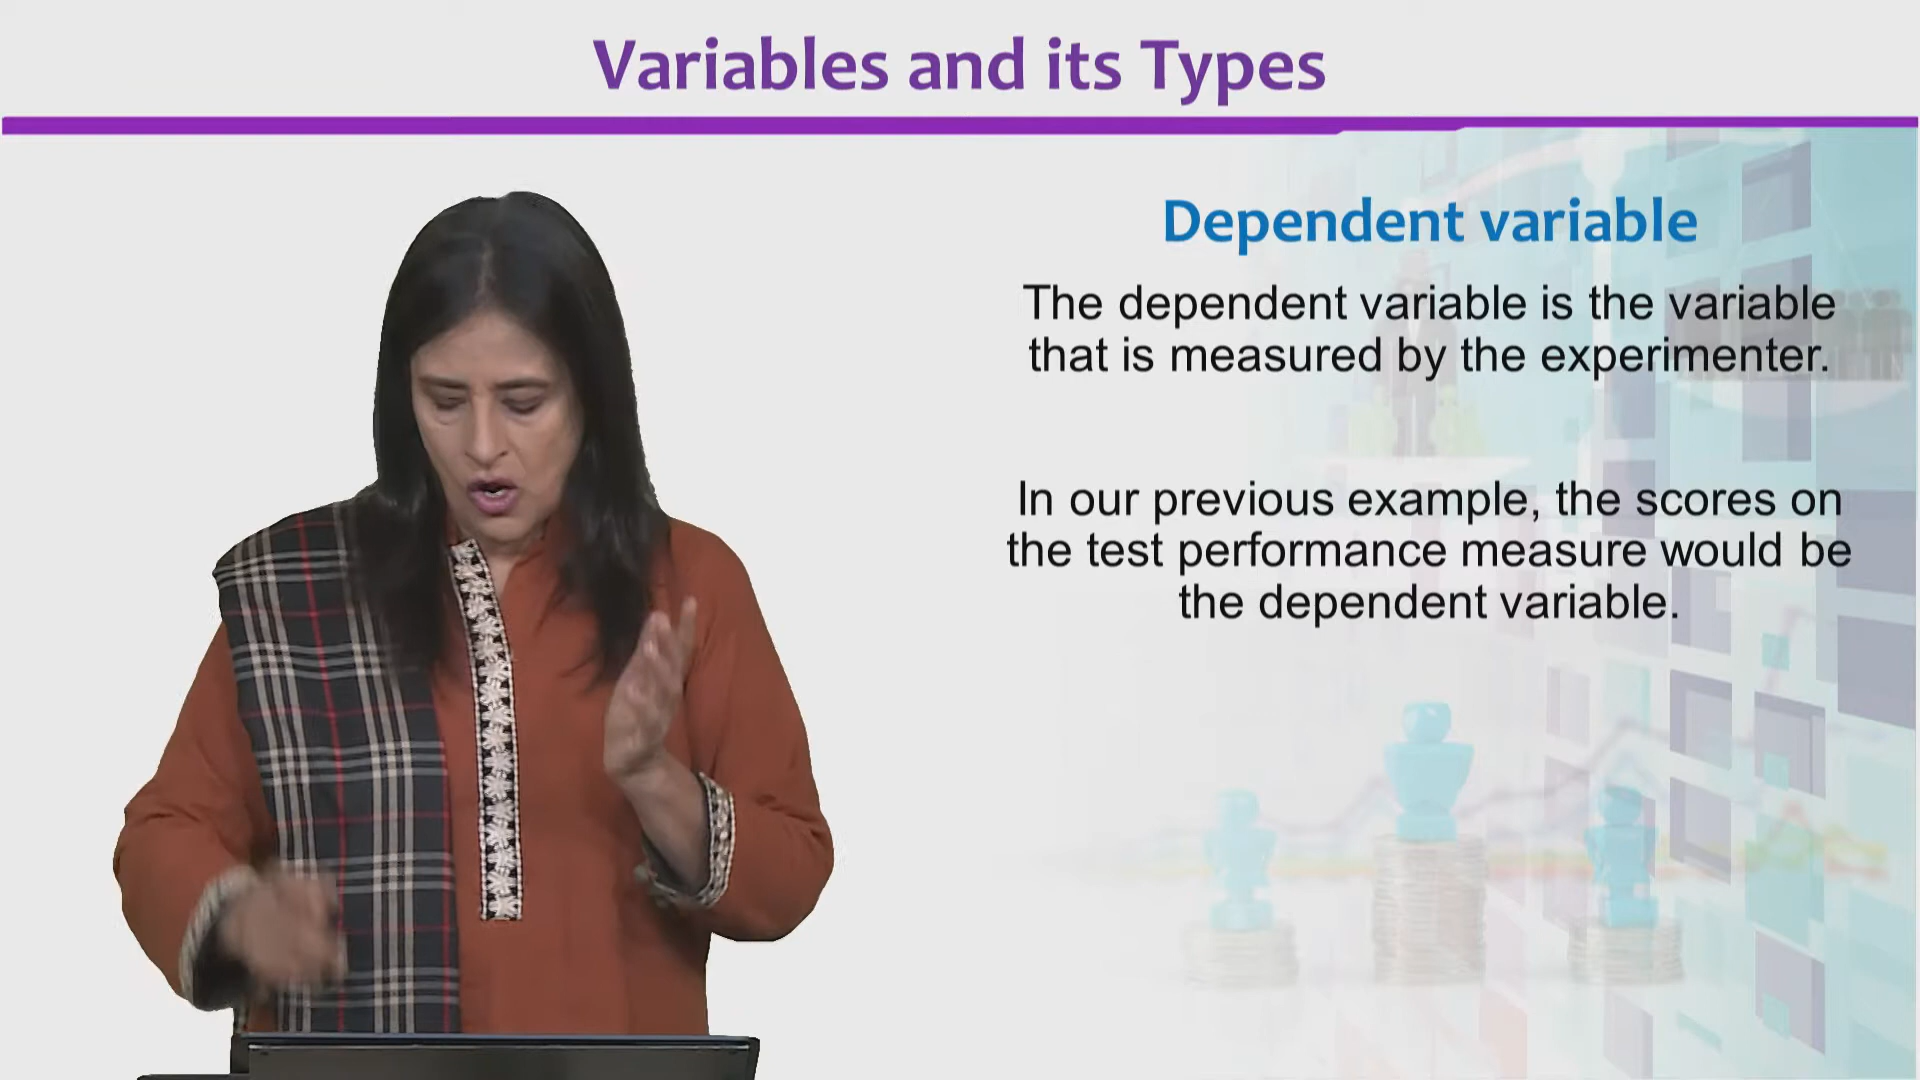 Variables and its Types
Dependent variable
The dependent variable is the variable
that is measured by the experimenter.
In our previous example, the scores on
the test performance measure would be
the dependent variable.